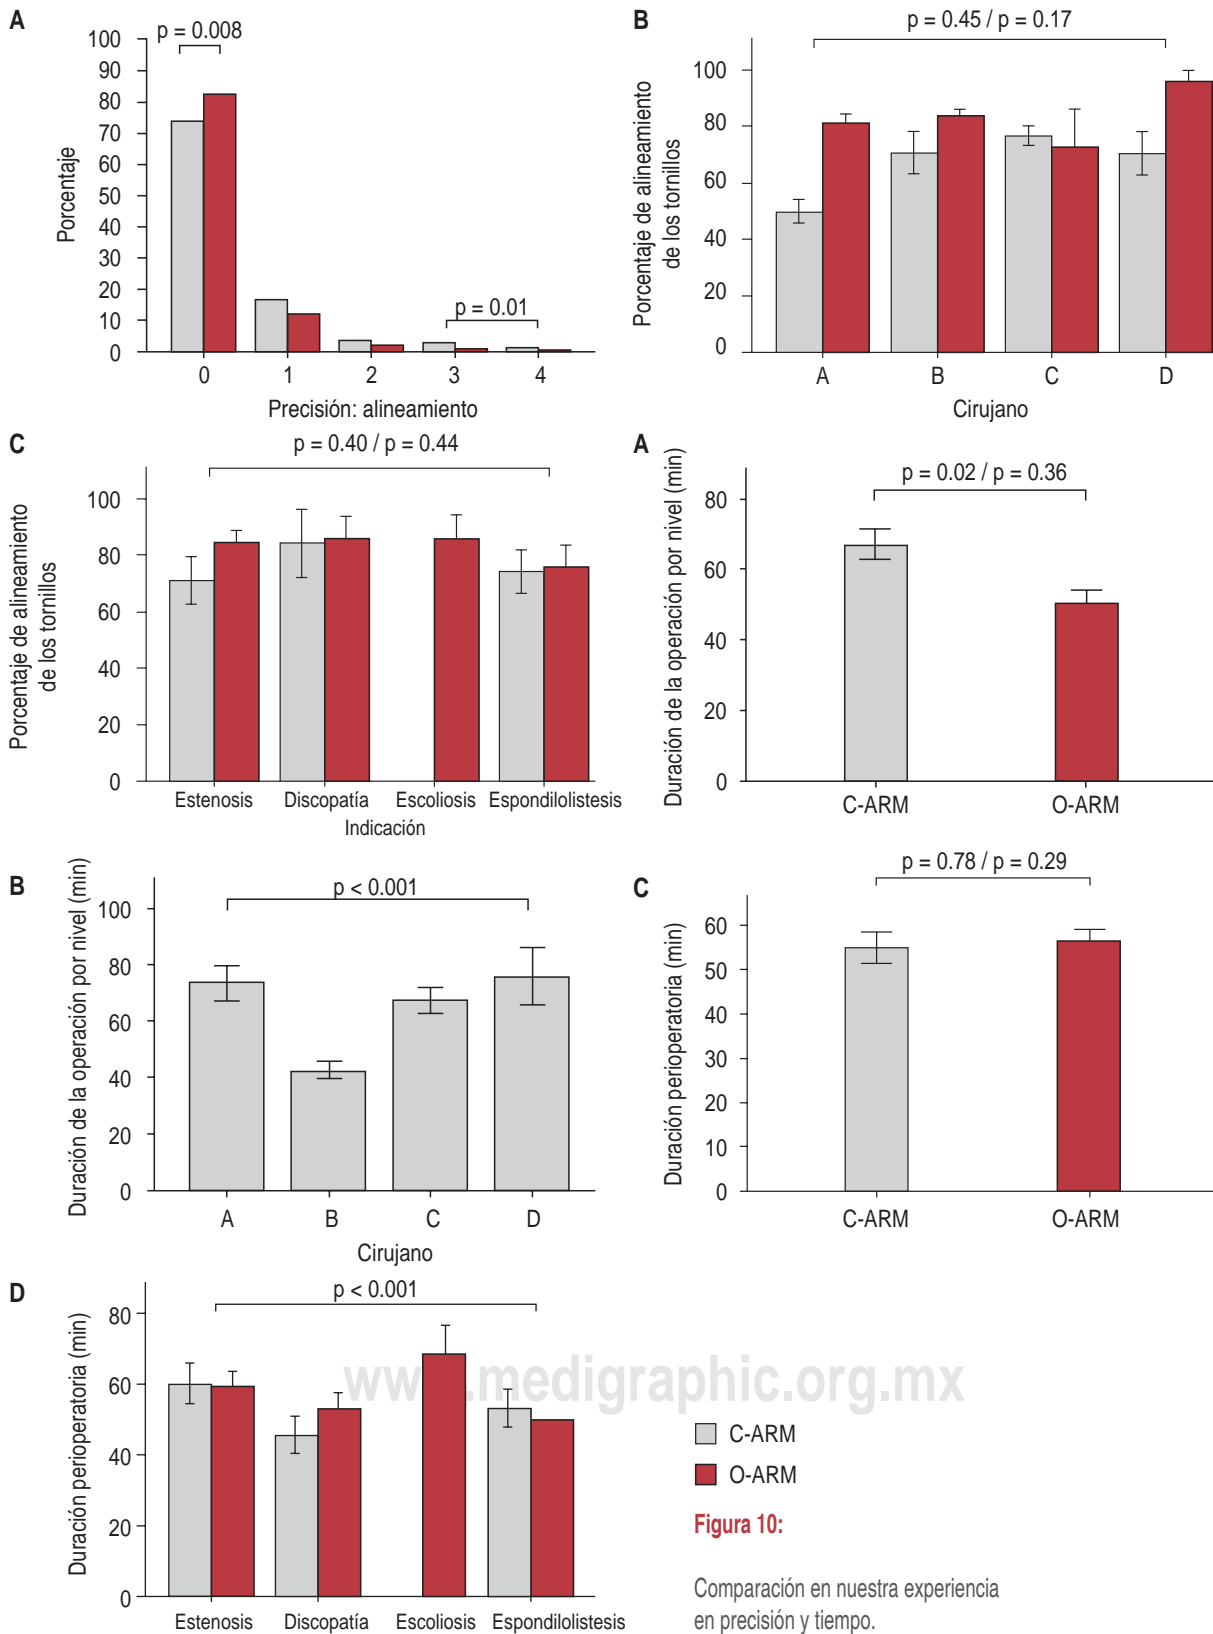 A
p = 0.008
Porcentaje
100
90
80
70
60
50
40
30
20
10
0
p = 0.01
0 1 2 3 4
Precisión: alineamiento
B
p = 0.45 / p = 0.17
Porcentaje de alineamiento
de los tornillos
100
80
60
40
20
0
A B C D
Cirujano
C
p = 0.40 / p = 0.44
Porcentaje de alineamiento
de los tornillos
100
80
60
40
20
0
Estenosis Discopatía Escoliosis Espondilolistesis
Indicación
A
p = 0.02 / p = 0.36
Duración de la operación por nivel (min)
80
60
40
20
0
C-ARM O-ARM
B
p < 0.001
Duración de la operación por nivel (min)
100
80
60
40
20
0
A B C D
Cirujano
C
p = 0.78 / p = 0.29
Duración perioperatoria (min)
60
50
40
30
20
10
0
C-ARM O-ARM
D
p < 0.001
Duración perioperatoria (min)
80
60
40
20
0
Estenosis Discopatía Escoliosis Espondilolistesis
www.medigraphic.org.mx
C-ARM
O-ARM
Figura 10:
Comparación en nuestra experiencia
en precisión y tiempo.